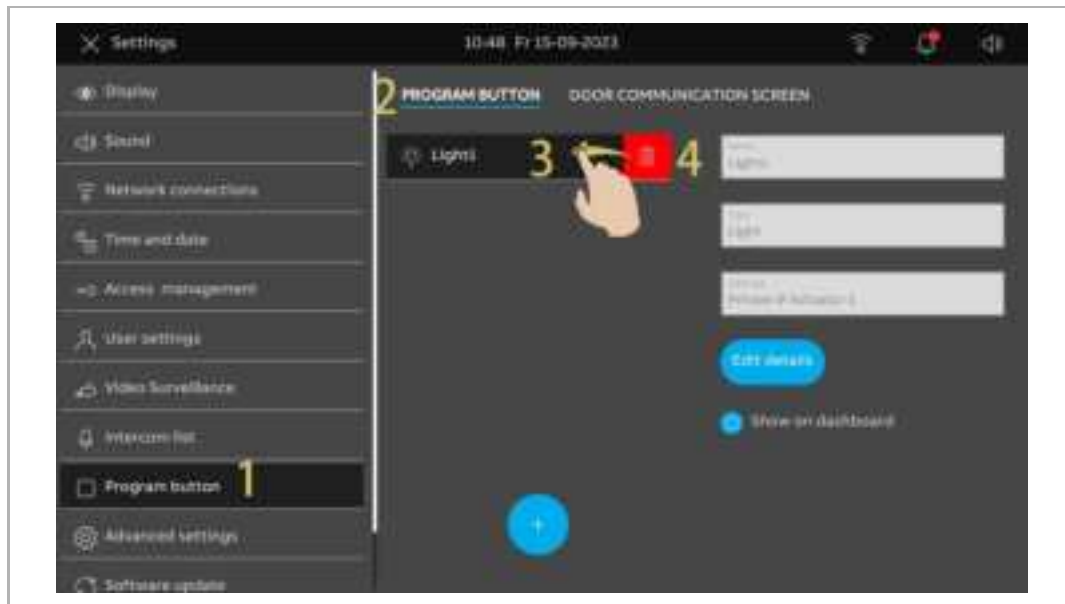 Settings
10:48 Fr 15-09-2023
Display
Sound
Network connections
Time and date
Access management
User settings
Video Surveillance
Intercom list
1
Program button
Advanced settings
Software update
2
PROGRAM BUTTON
DOOR COMMUNICATION SCREEN
Light1
3
4
Light1
Light
Edit details
Show on dashboard
+